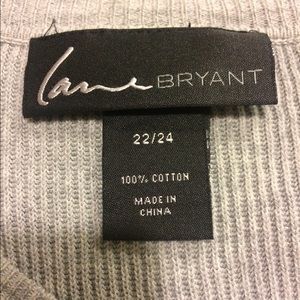 Lane BRYANT
22/24
100% COTTON
MADE IN
CHINA